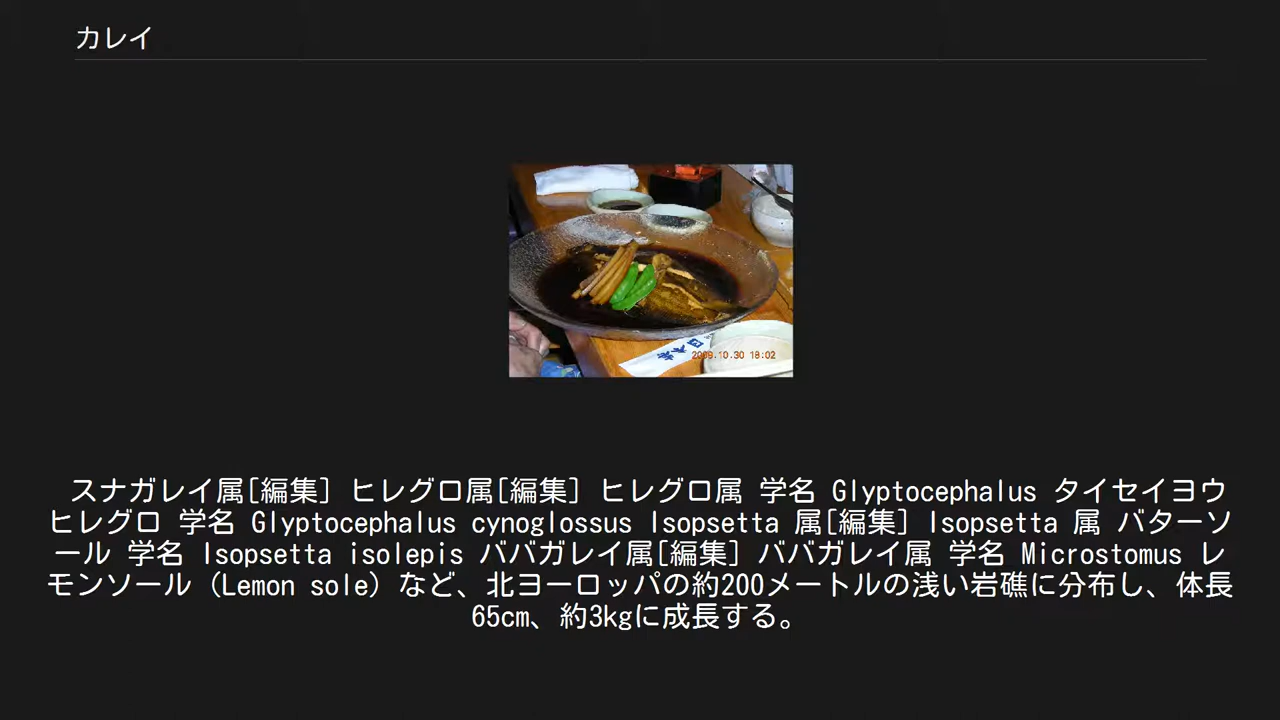 カレイ
2009.10.30 18:02
スナガレイ属[編集] ヒレグロ属[編集] ヒレグロ属 学名 Glyptocephalus タイセイヨウ
ヒレグロ 学名 Glyptocephalus cynoglossus Isopsetta 属[編集] Isopsetta 属 バターソ
ール 学名 Isopsetta isolepis ババガレイ属[編集] ババガレイ属 学名 Microstomus レ
モンソール（Lemon sole）など、北ヨーロッパの約200メートルの浅い岩礁に分布し、体長
65cm、約3kgに成長する。